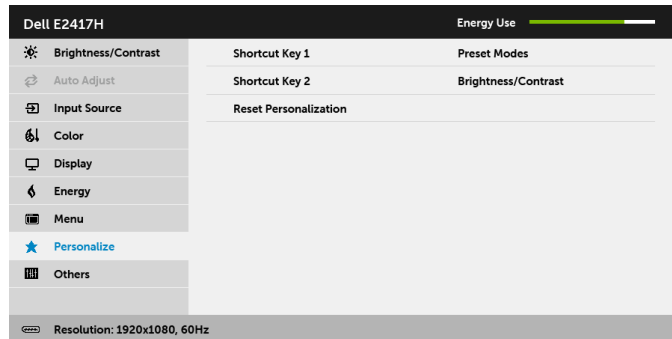 Dell E2417H
Energy Use
Brightness/Contrast
Auto Adjust
Input Source
Color
Display
Energy
Menu
Personalize
Others
Shortcut Key 1 Preset Modes
Shortcut Key 2 Brightness/Contrast
Reset Personalization
Resolution: 1920x1080, 60Hz